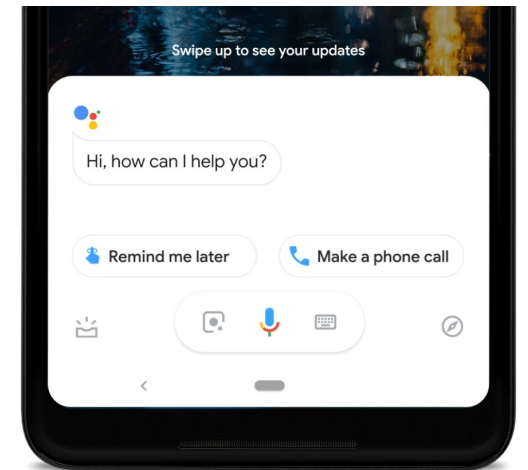 Swipe up to see your updates
Hi, how can I help you?
Remind me later
Make a phone call